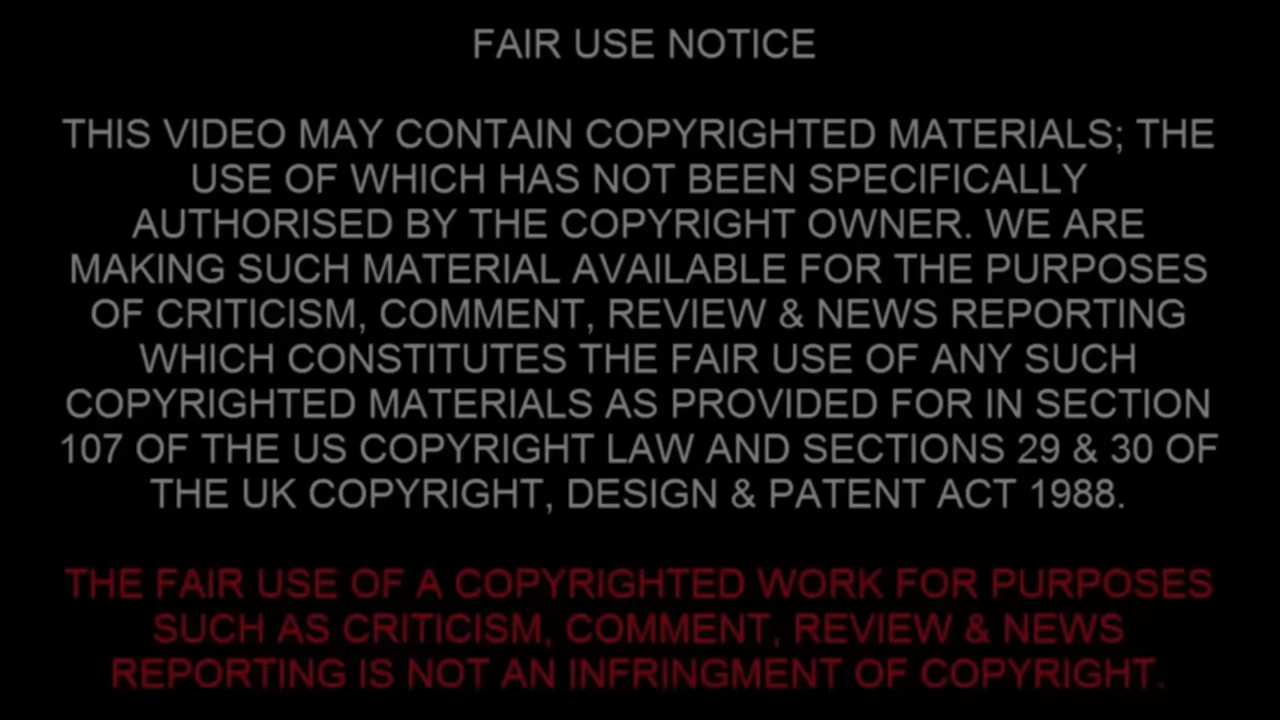 FAIR USE NOTICE
THIS VIDEO MAY CONTAIN COPYRIGHTED MATERIALS; THE
USE OF WHICH HAS NOT BEEN SPECIFICALLY
AUTHORISED BY THE COPYRIGHT OWNER. WE ARE
MAKING SUCH MATERIAL AVAILABLE FOR THE PURPOSES
OF CRITICISM, COMMENT, REVIEW & NEWS REPORTING
WHICH CONSTITUTES THE FAIR USE OF ANY SUCH
COPYRIGHTED MATERIALS AS PROVIDED FOR IN SECTION
107 OF THE US COPYRIGHT LAW AND SECTIONS 29 & 30 OF
THE UK COPYRIGHT, DESIGN & PATENT ACT 1988.
THE FAIR USE OF A COPYRIGHTED WORK FOR PURPOSES
SUCH AS CRITICISM, COMMENT, REVIEW & NEWS
REPORTING IS NOT AN INFRINGMENT OF COPYRIGHT.